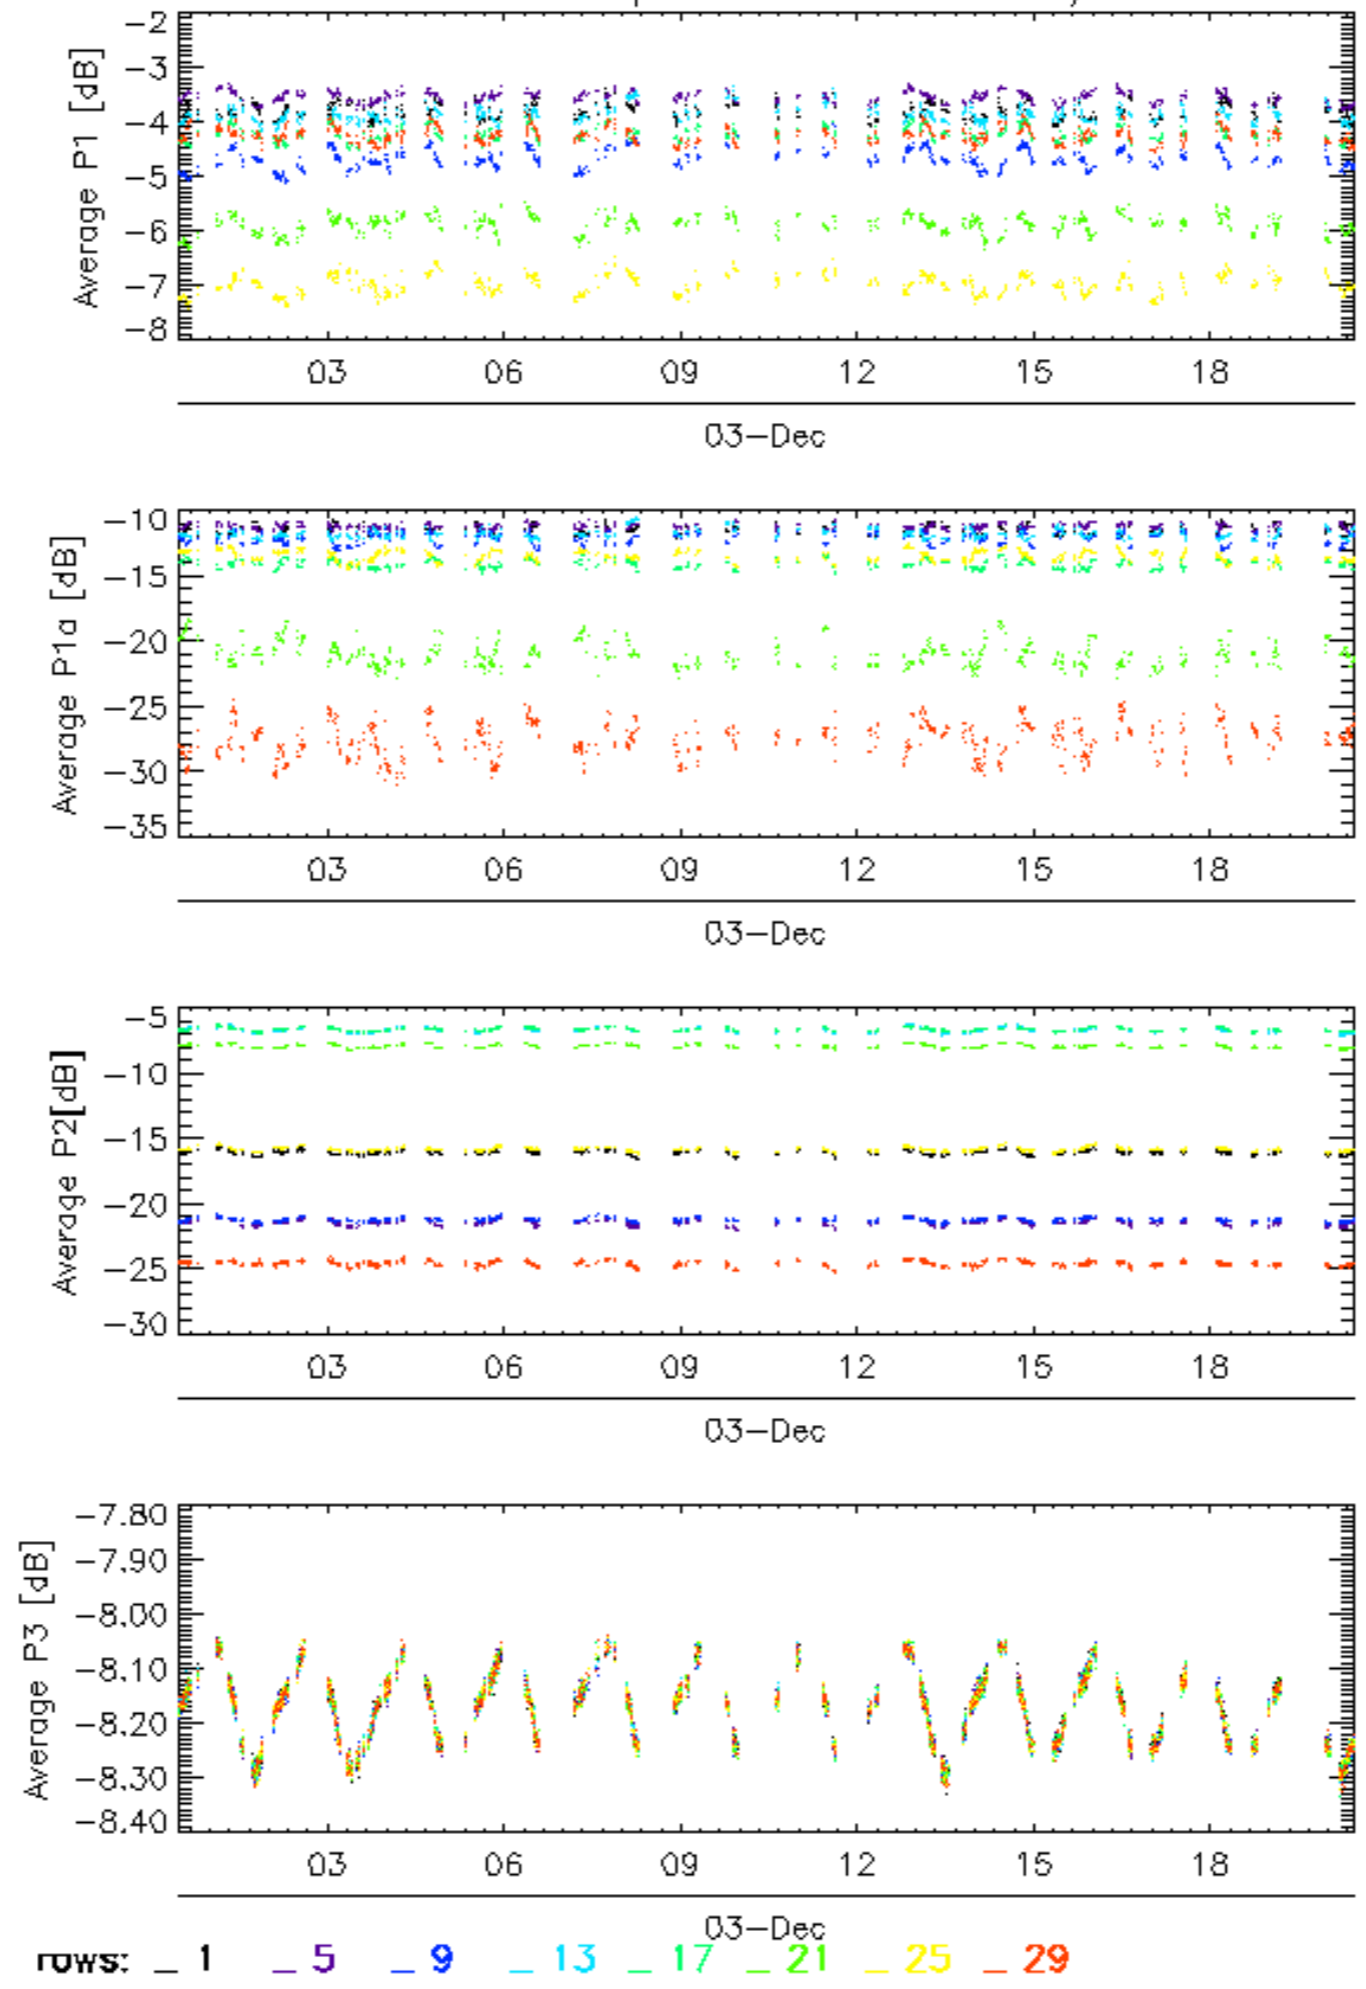 Average P1 [dB]
-2
-3
-4
-5
-6
-7
-8
03 06 09 12 15 18
03-Dec
Average P1a [dB]
-10
-15
-20
-25
-30
-35
03 06 09 12 15 18
03-Dec
Average P2[dB]
-5
-10
-15
-20
-25
-30
03 06 09 12 15 18
03-Dec
Average P3 [dB]
-7.80
-7.90
-8.00
-8.10
-8.20
-8.30
-8.40
03 06 09 12 15 18
03-Dec
rows: _ 1 _ 5 _ 9 _ 13 _ 17 _ 21 _ 25 _ 29